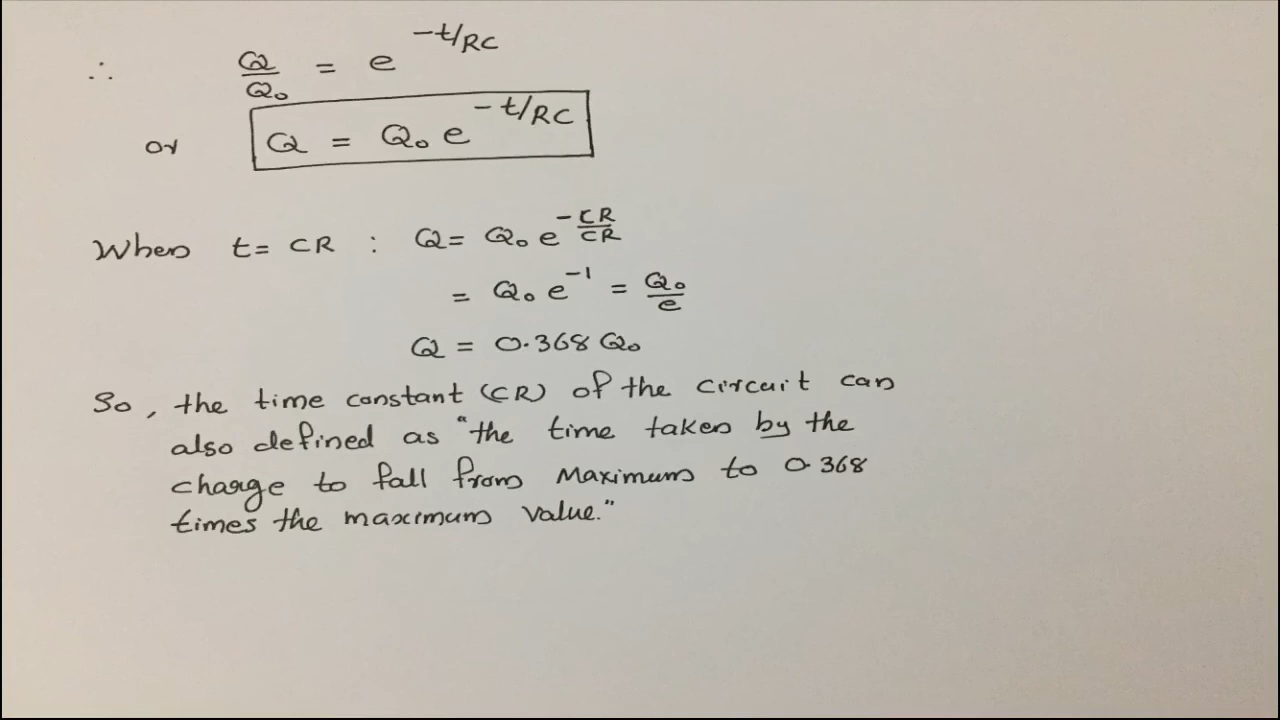 ∴ Q/Q₀ = e^(-t/RC)
or Q = Q₀ e^(-t/RC)
When t = CR : Q = Q₀ e^(-CR/CR)
= Q₀ e^(-1) = Q₀/e
Q = 0.368 Q₀
So, the time constant (CR) of the circuit can
also defined as "the time taken by the
charge to fall from Maximum to 0.368
times the maximum value."